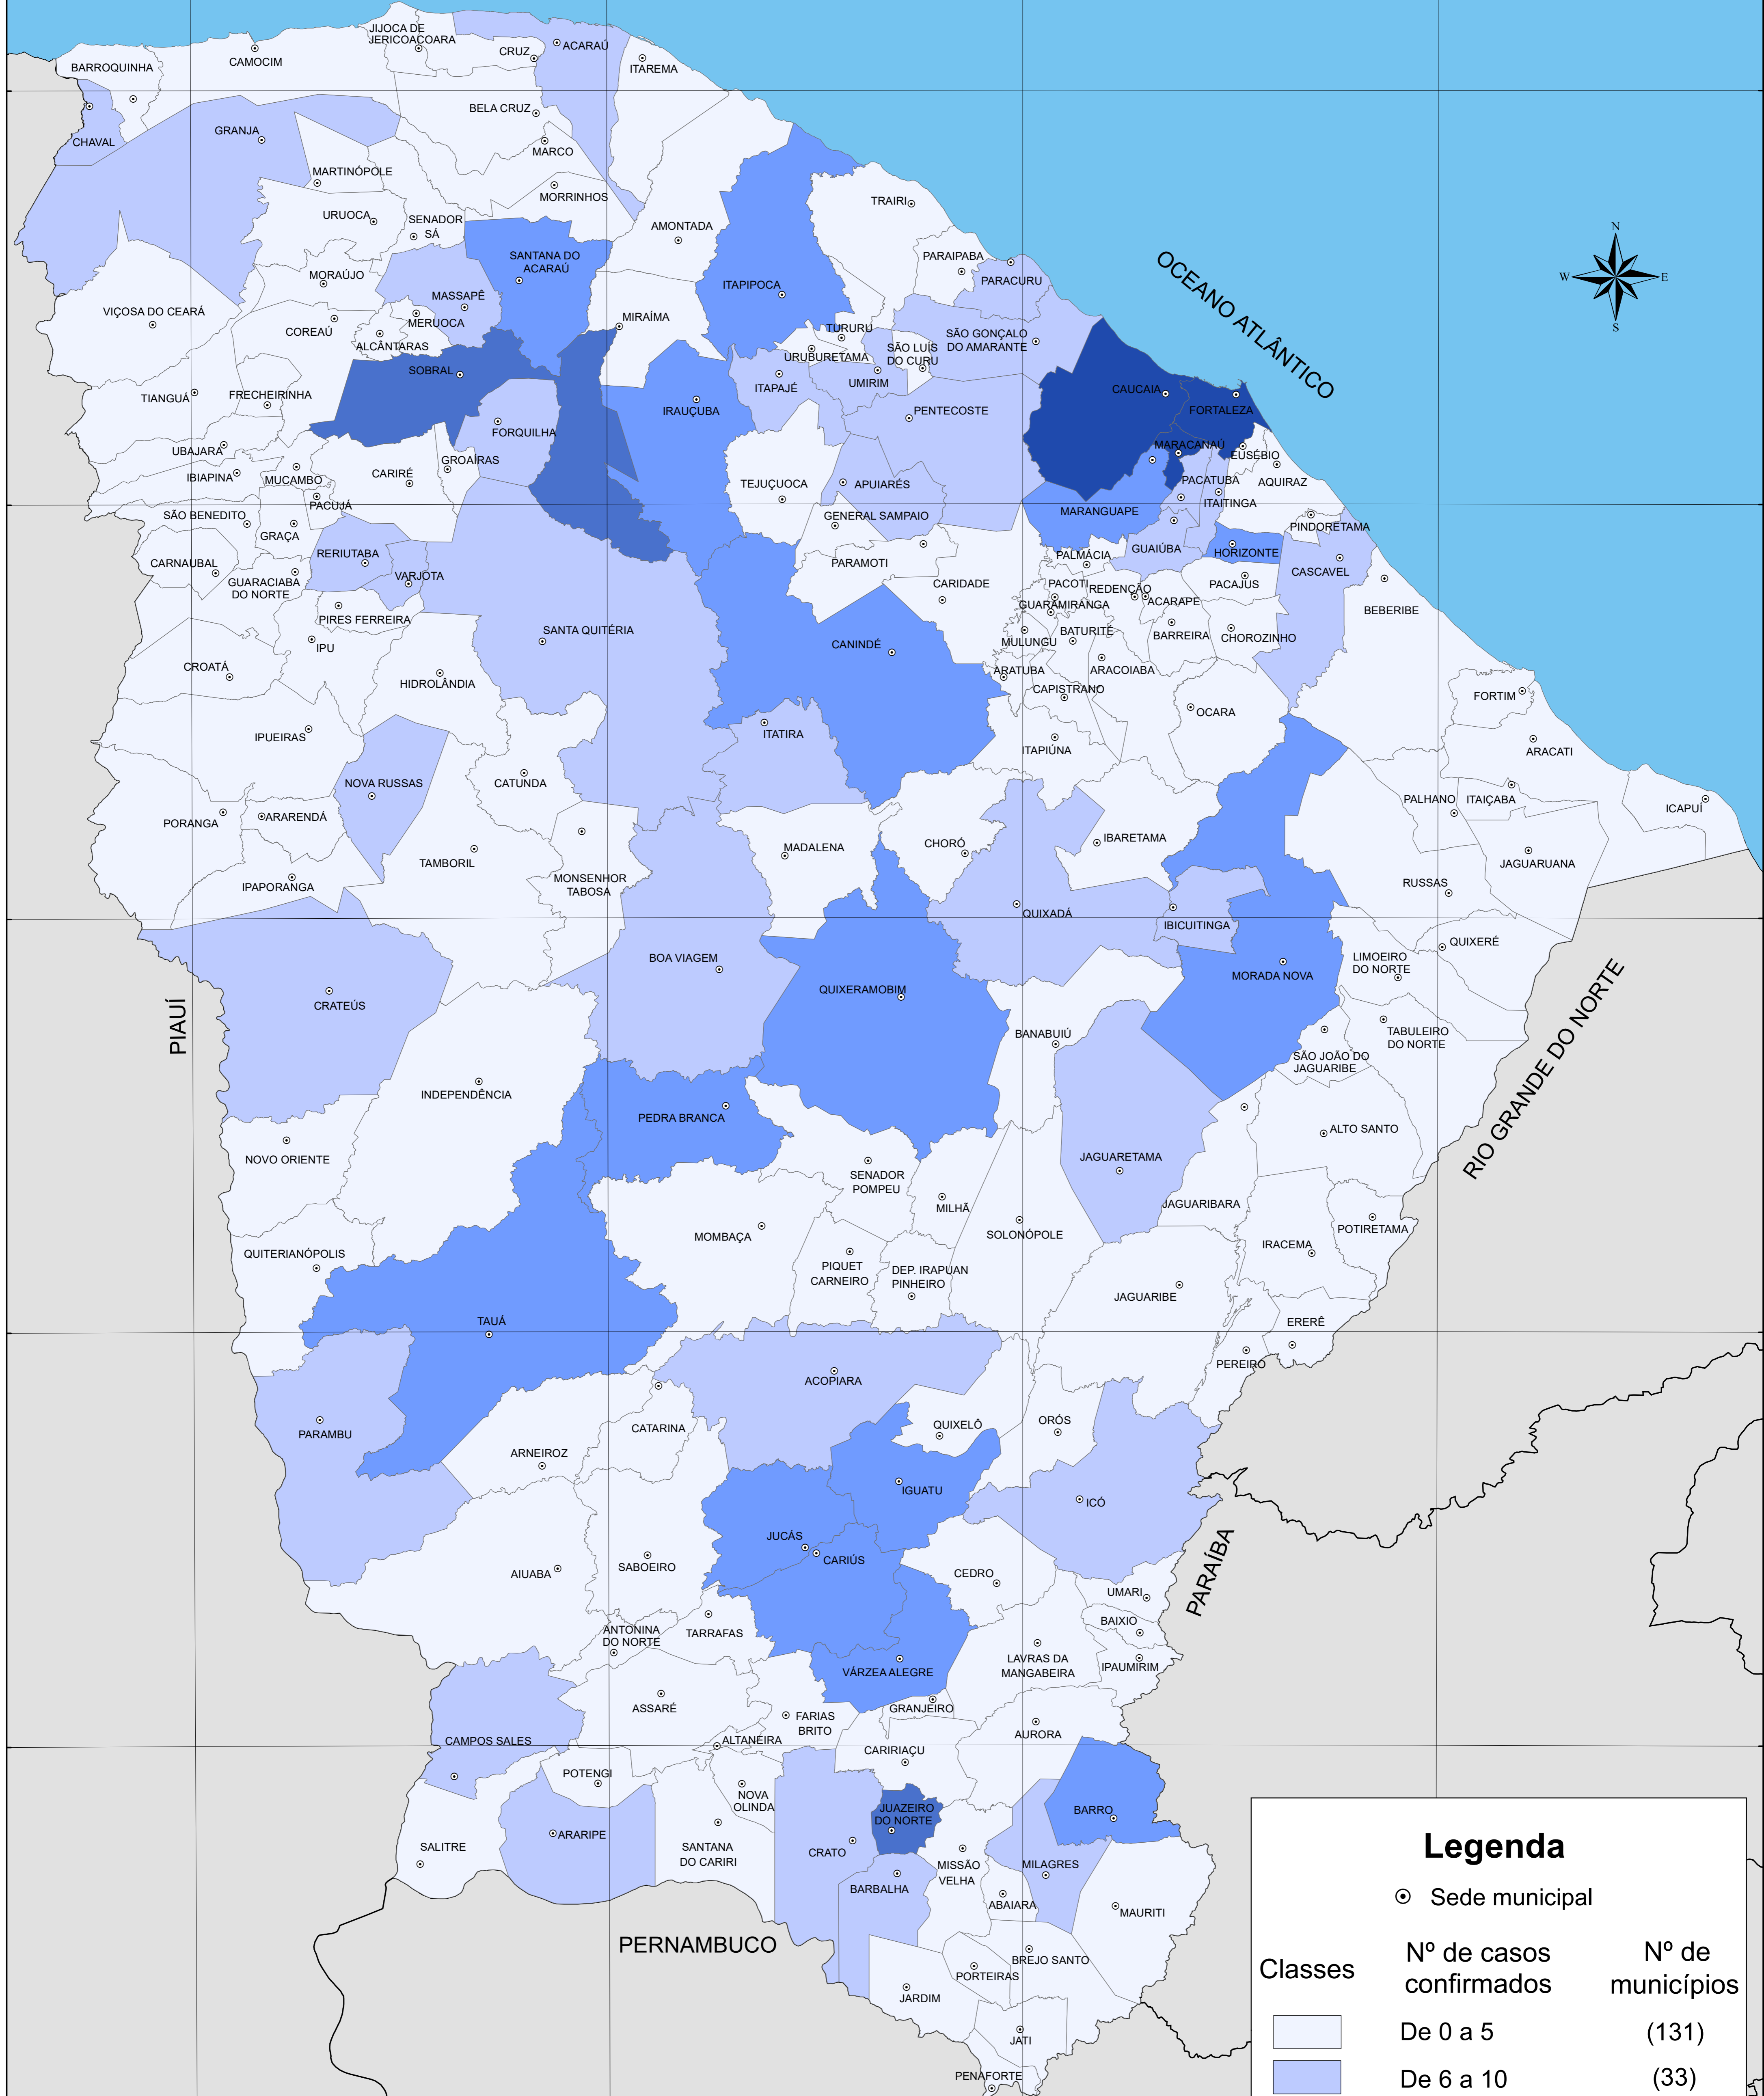 JIJOCA DE
JERICOACOARA
CRUZ
ACARAÚ
BARROQUINHA
CAMOCIM
ITAREMA
BELA CRUZ
GRANJA
CHAVAL
MARCO
MARTINÓPOLE
MORRINHOS
TRAIRI
URUOCA
SENADOR
SÁ
AMONTADA
N
W
E
S
OCEANO ATLÂNTICO
SANTANA DO
ACARAÚ
PARAIPABA
MORAÚJO
ITAPIPOCA
PARACURU
MASSAPÊ
VIÇOSA DO CEARÁ
MIRAÍMA
MERUOCA
COREAÚ
TURURU
SÃO GONÇALO
DO AMARANTE
ALCÂNTARAS
URUBURETAMA
SÃO LUÍS
DO CURU
SOBRAL
ITAPAJÉ
UMIRIM
CAUCAIA
TIANGUÁ
FRECHEIRINHA
IRAUÇUBA
PENTECOSTE
FORTALEZA
FORQUILHA
MARACANAÚ
UBAJARA
EUSÉBIO
GROAÍRAS
IBIAPINA
MUCAMBO
CARIRÉ
TEJUÇUOCA
APUIARÉS
PACATUBA
AQUIRAZ
PACUJÁ
ITAITINGA
SÃO BENEDITO
GENERAL SAMPAIO
MARANGUAPE
PINDORETAMA
GRAÇA
RERIUTABA
GUAIÚBA
HORIZONTE
CARNAUBAL
VARJOTA
PARAMOTI
PALMÁCIA
CASCAVEL
GUARACIABA
DO NORTE
CARIDADE
PACOTI
REDENÇÃO
PACAJUS
GUARAMIRANGA
ACARAPE
BEBERIBE
PIRES FERREIRA
SANTA QUITÉRIA
BATURITÉ
BARREIRA
CHOROZINHO
IPU
CANINDÉ
MULUNGU
CROATÁ
ARATUBA
ARACOIABA
HIDROLÂNDIA
CAPISTRANO
FORTIM
OCARA
IPUEIRAS
ITATIRA
ITAPIÚNA
ARACATI
NOVA RUSSAS
CATUNDA
PALHANO
ITAIÇABA
PORANGA
ARARENDÁ
ICAPUÍ
TAMBORIL
MADALENA
CHORÓ
IBARETAMA
JAGUARUANA
IPAPORANGA
MONSENHOR
TABOSA
RUSSAS
QUIXADÁ
IBICUITINGA
QUIXERÉ
BOA VIAGEM
LIMOEIRO
DO NORTE
QUIXERAMOBIM
MORADA NOVA
CRATEÚS
PIAUÍ
BANABUIÚ
TABULEIRO
DO NORTE
SÃO JOÃO DO
JAGUARIBE
RIO GRANDE DO NORTE
INDEPENDÊNCIA
PEDRA BRANCA
ALTO SANTO
NOVO ORIENTE
JAGUARETAMA
SENADOR
POMPEU
MILHÃ
JAGUARIBARA
MOMBAÇA
SOLONÓPOLE
POTIRETAMA
QUITERIANÓPOLIS
IRACEMA
PIQUET
CARNEIRO
DEP. IRAPUAN
PINHEIRO
JAGUARIBE
TAUÁ
ERERÊ
PEREIRO
ACOPIARA
QUIXELÔ
ORÓS
PARAMBU
CATARINA
ARNEIROZ
IGUATU
ICÓ
JUCÁS
CARIÚS
AIUABA
SABOEIRO
CEDRO
PARAÍBA
UMARI
BAIXIO
ANTONINA
DO NORTE
TARRAFAS
LAVRAS DA
MANGABEIRA
IPAUMIRIM
VÁRZEA ALEGRE
ASSARÉ
GRANJEIRO
FARIAS
BRITO
CAMPOS SALES
ALTANEIRA
AURORA
CARIRIAÇU
POTENGI
NOVA
OLINDA
JUAZEIRO
DO NORTE
BARRO
ARARIPE
SALITRE
SANTANA
DO CARIRI
CRATO
MISSÃO
VELHA
MILAGRES
BARBALHA
ABAIARA
MAURITI
PERNAMBUCO
BREJO SANTO
PORTEIRAS
JARDIM
JATI
PENAFORTE
Legenda
Sede municipal
Classes
Nº de casos
confirmados
Nº de
municípios
De 0 a 5
(131)
De 6 a 10
(33)